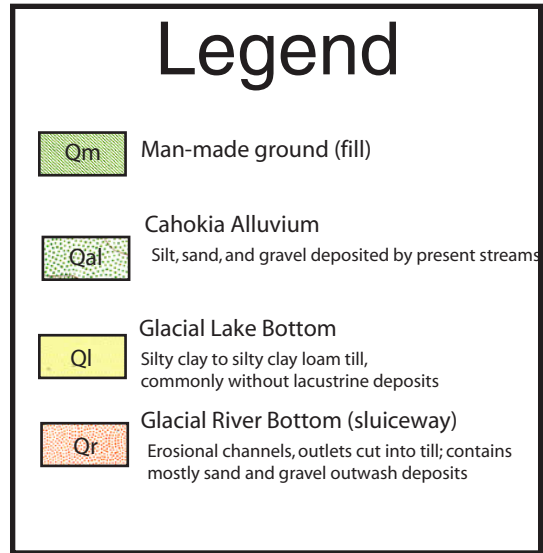 Legend
Qm Man-made ground (fill)
Cahokia Alluvium
Qal Silt, sand, and gravel deposited by present streams
Glacial Lake Bottom
Ql Silty clay to silty clay loam till,
commonly without lacustrine deposits
Glacial River Bottom (sluiceway)
Qr Erosional channels, outlets cut into till; contains
mostly sand and gravel outwash deposits